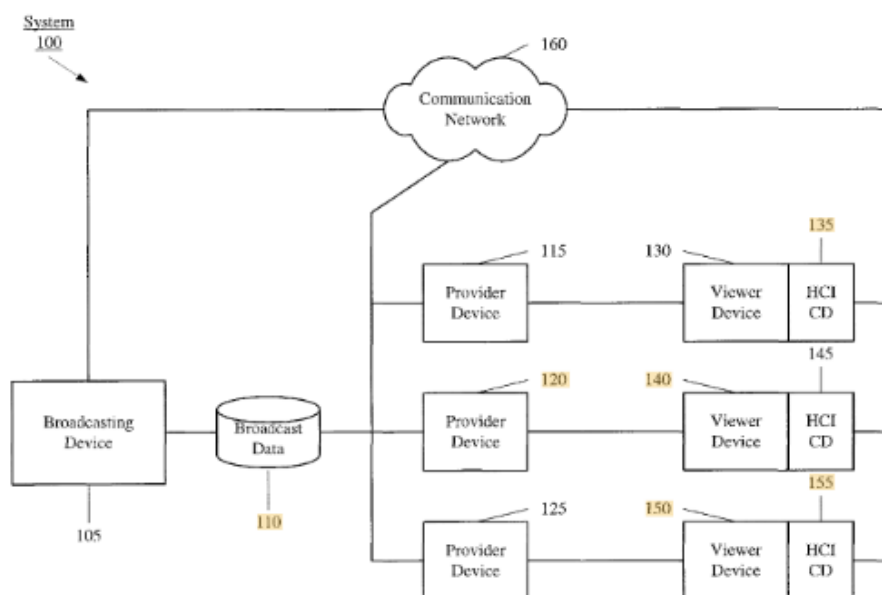 System
100
160
Communication
Network
135
115
130
Provider
Device
Viewer
Device
HCI
CD
120
140
145
Broadcasting
Device
Broadcast
Data
Provider
Device
Viewer
Device
HCI
CD
105
110
125
150
155
Provider
Device
Viewer
Device
HCI
CD